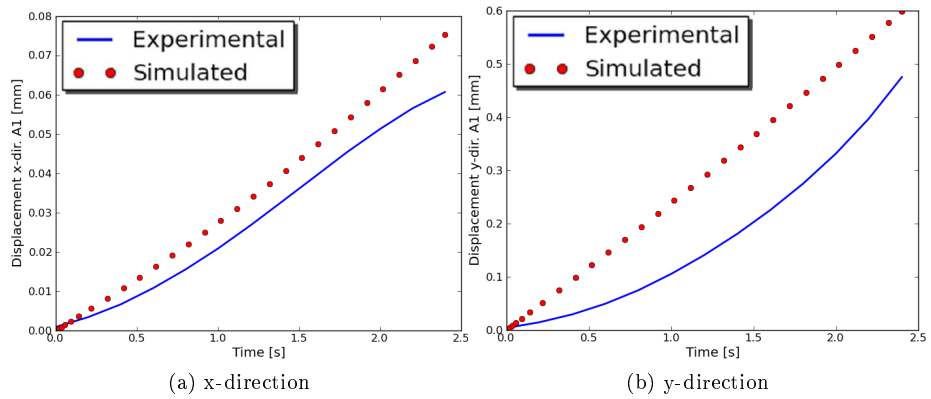 0.08
0.07
0.06
0.05
0.04
0.03
0.02
0.01
0.00
Displacement x-dir. A1 [mm]
Experimental
Simulated
0.0 0.5 1.0 1.5 2.0 2.5
Time [s]
(a) x-direction
0.6
0.5
0.4
0.3
0.2
0.1
0.0
Displacement y-dir. A1 [mm]
Experimental
Simulated
0.0 0.5 1.0 1.5 2.0 2.5
Time [s]
(b) y-direction